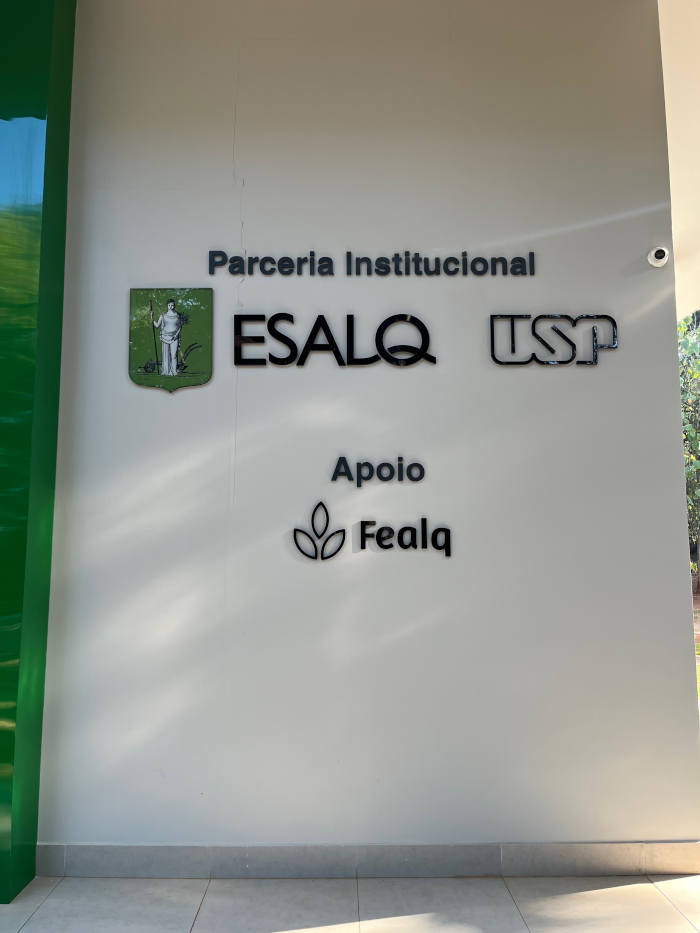 Parceria Institucional
ESALQ USP
Apoio
Fealq